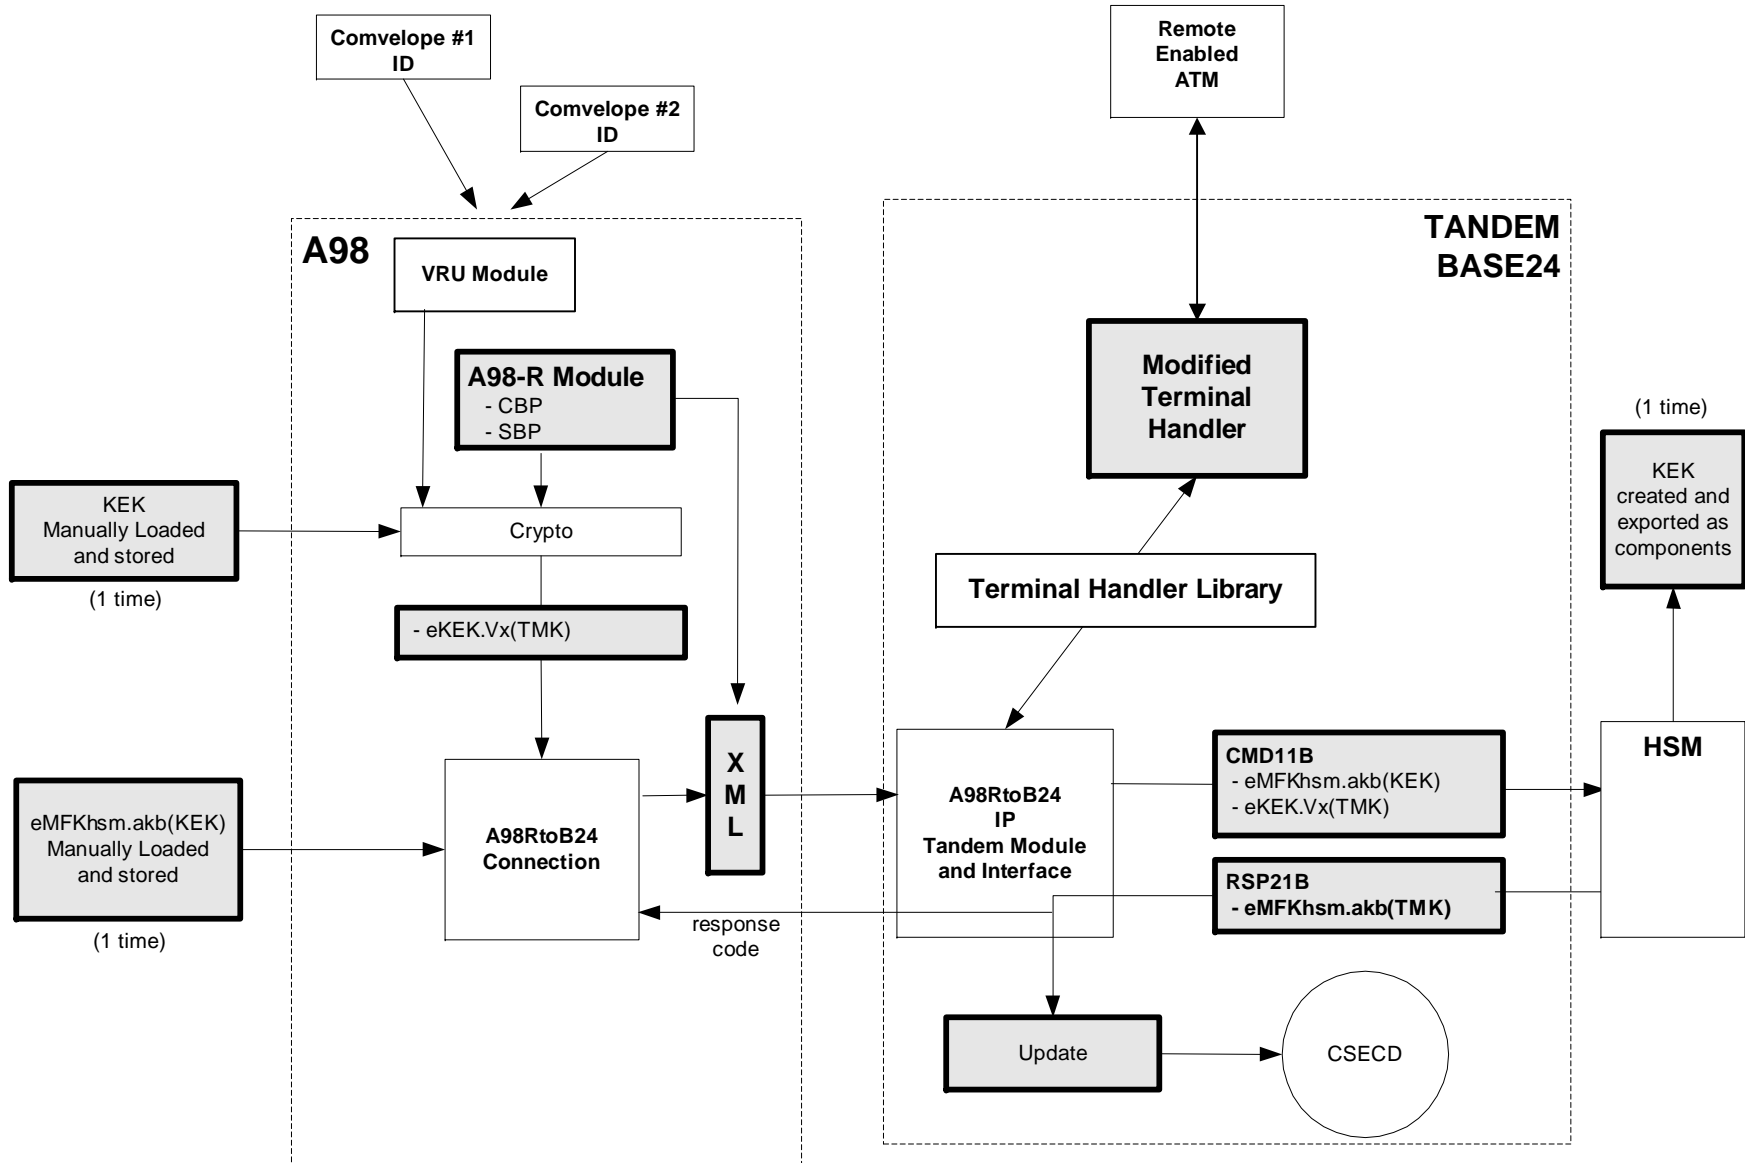 Comvelope #1
ID
Comvelope #2
ID
Remote
Enabled
ATM
A98
VRU Module
TANDEM
BASE24
A98-R Module
- CBP
- SBP
Modified
Terminal
Handler
(1 time)
KEK
created and
exported as
components
KEK
Manually Loaded
and stored
(1 time)
Crypto
Terminal Handler Library
- eKEK.Vx(TMK)
X
M
L
HSM
CMD11B
- eMFKhsm.akb(KEK)
- eKEK.Vx(TMK)
A98RtoB24
IP
Tandem Module
and Interface
eMFKhsm.akb(KEK)
Manually Loaded
and stored
(1 time)
A98RtoB24
Connection
RSP21B
- eMFKhsm.akb(TMK)
response
code
Update
CSECD